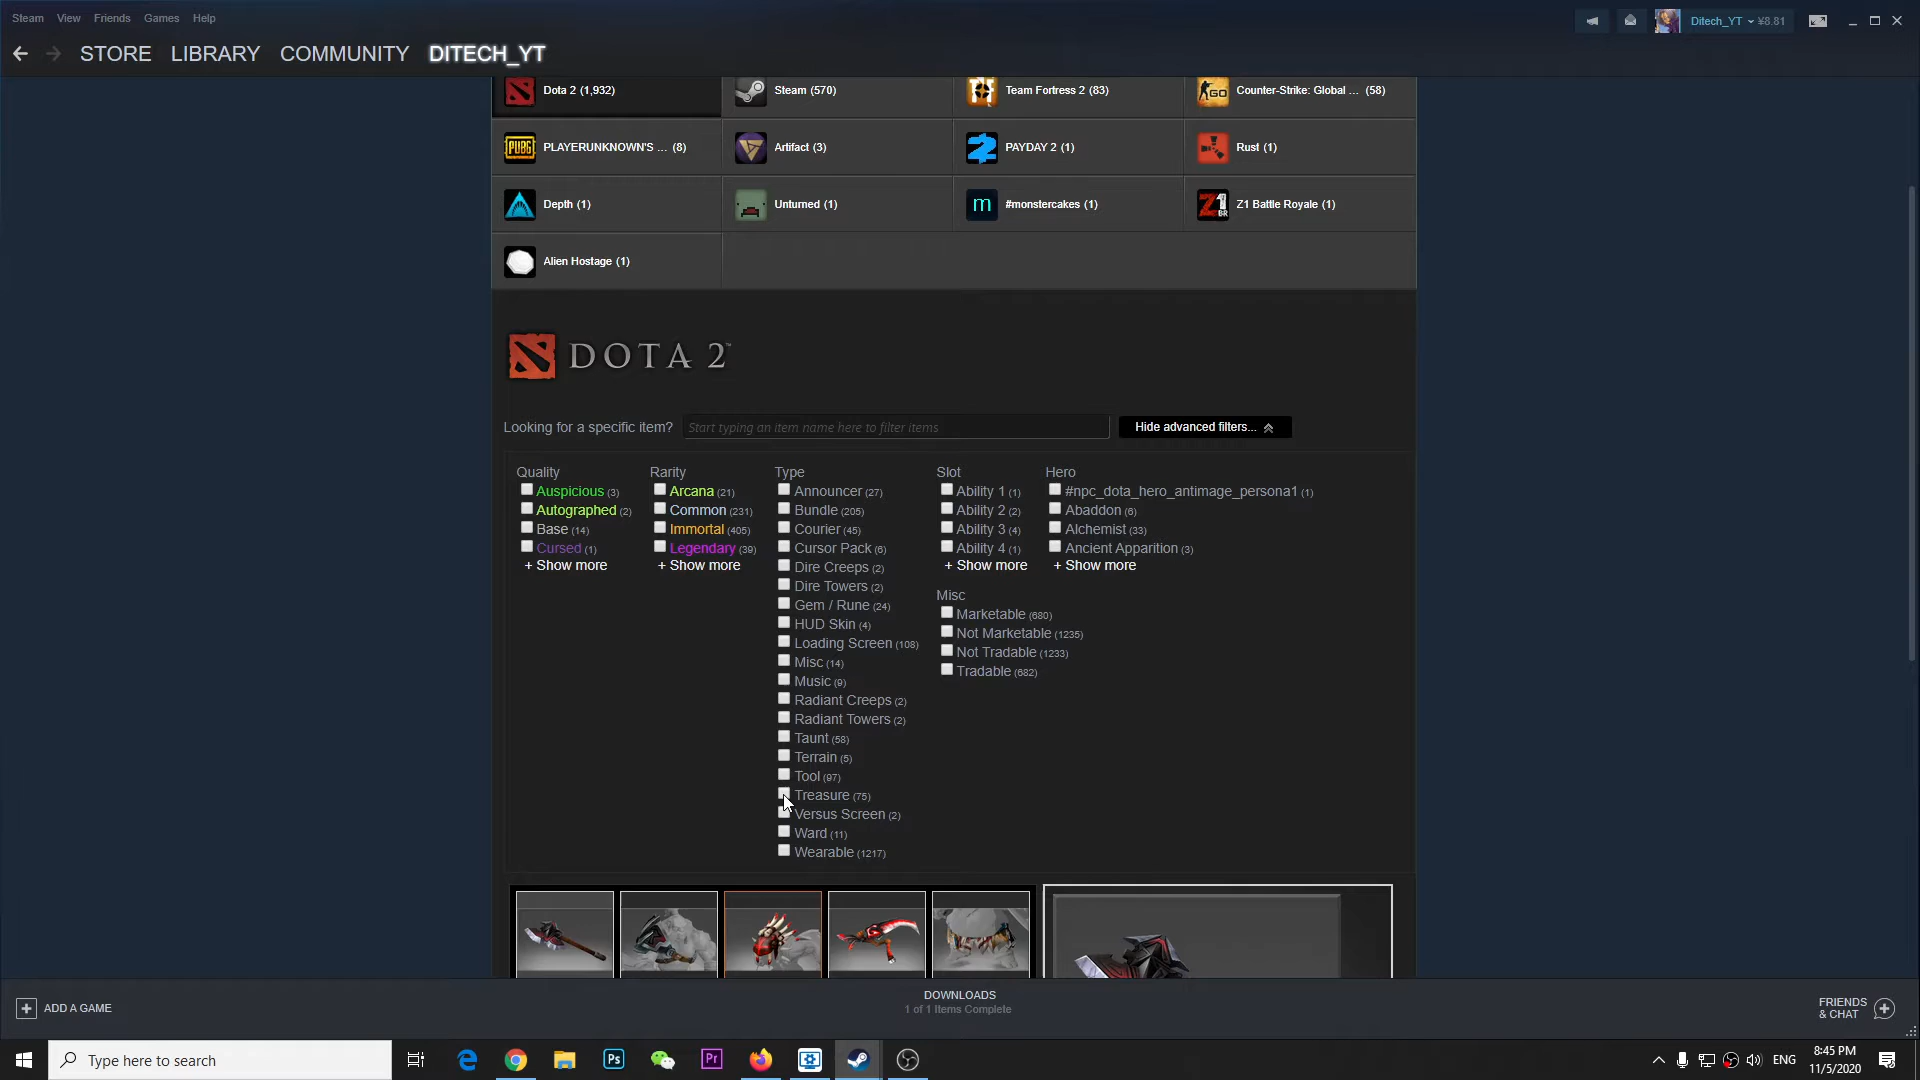 Steam View Friends Games Help
Ditech_YT ¥8.81
STORE LIBRARY COMMUNITY DITECH_YT
Dota 2 (1,932) Steam (570) Team Fortress 2 (83) Counter-Strike: Global ... (58)
PUBG PLAYERUNKNOWN'S ... (8) Artifact (3) PAYDAY 2 (1) Rust (1)
Depth (1) Unturned (1) m #monstercakes (1) Z1 BR Z1 Battle Royale (1)
Alien Hostage (1)
DOTA 2™
Looking for a specific item? Start typing an item name here to filter items Hide advanced filters...
Quality
Auspicious (3)
Autographed (2)
Base (14)
Cursed (1)
+ Show more
Rarity
Arcana (21)
Common (231)
Immortal (405)
Legendary (39)
+ Show more
Type
Announcer (27)
Bundle (205)
Courier (45)
Cursor Pack (6)
Dire Creeps (2)
Dire Towers (2)
Gem / Rune (24)
HUD Skin (4)
Loading Screen (108)
Misc (14)
Music (9)
Radiant Creeps (2)
Radiant Towers (2)
Taunt (58)
Terrain (5)
Tool (97)
Treasure (75)
Versus Screen (2)
Ward (11)
Wearable (1217)
Slot
Ability 1 (1)
Ability 2 (2)
Ability 3 (4)
Ability 4 (1)
+ Show more
Hero
#npc_dota_hero_antimage_persona1 (1)
Abaddon (6)
Alchemist (33)
Ancient Apparition (3)
+ Show more
Misc
Marketable (680)
Not Marketable (1235)
Not Tradable (1233)
Tradable (682)
ADD A GAME
DOWNLOADS
1 of 1 Items Complete
FRIENDS
& CHAT
Type here to search
Ps
Pr
ENG
8:45 PM
11/5/2020